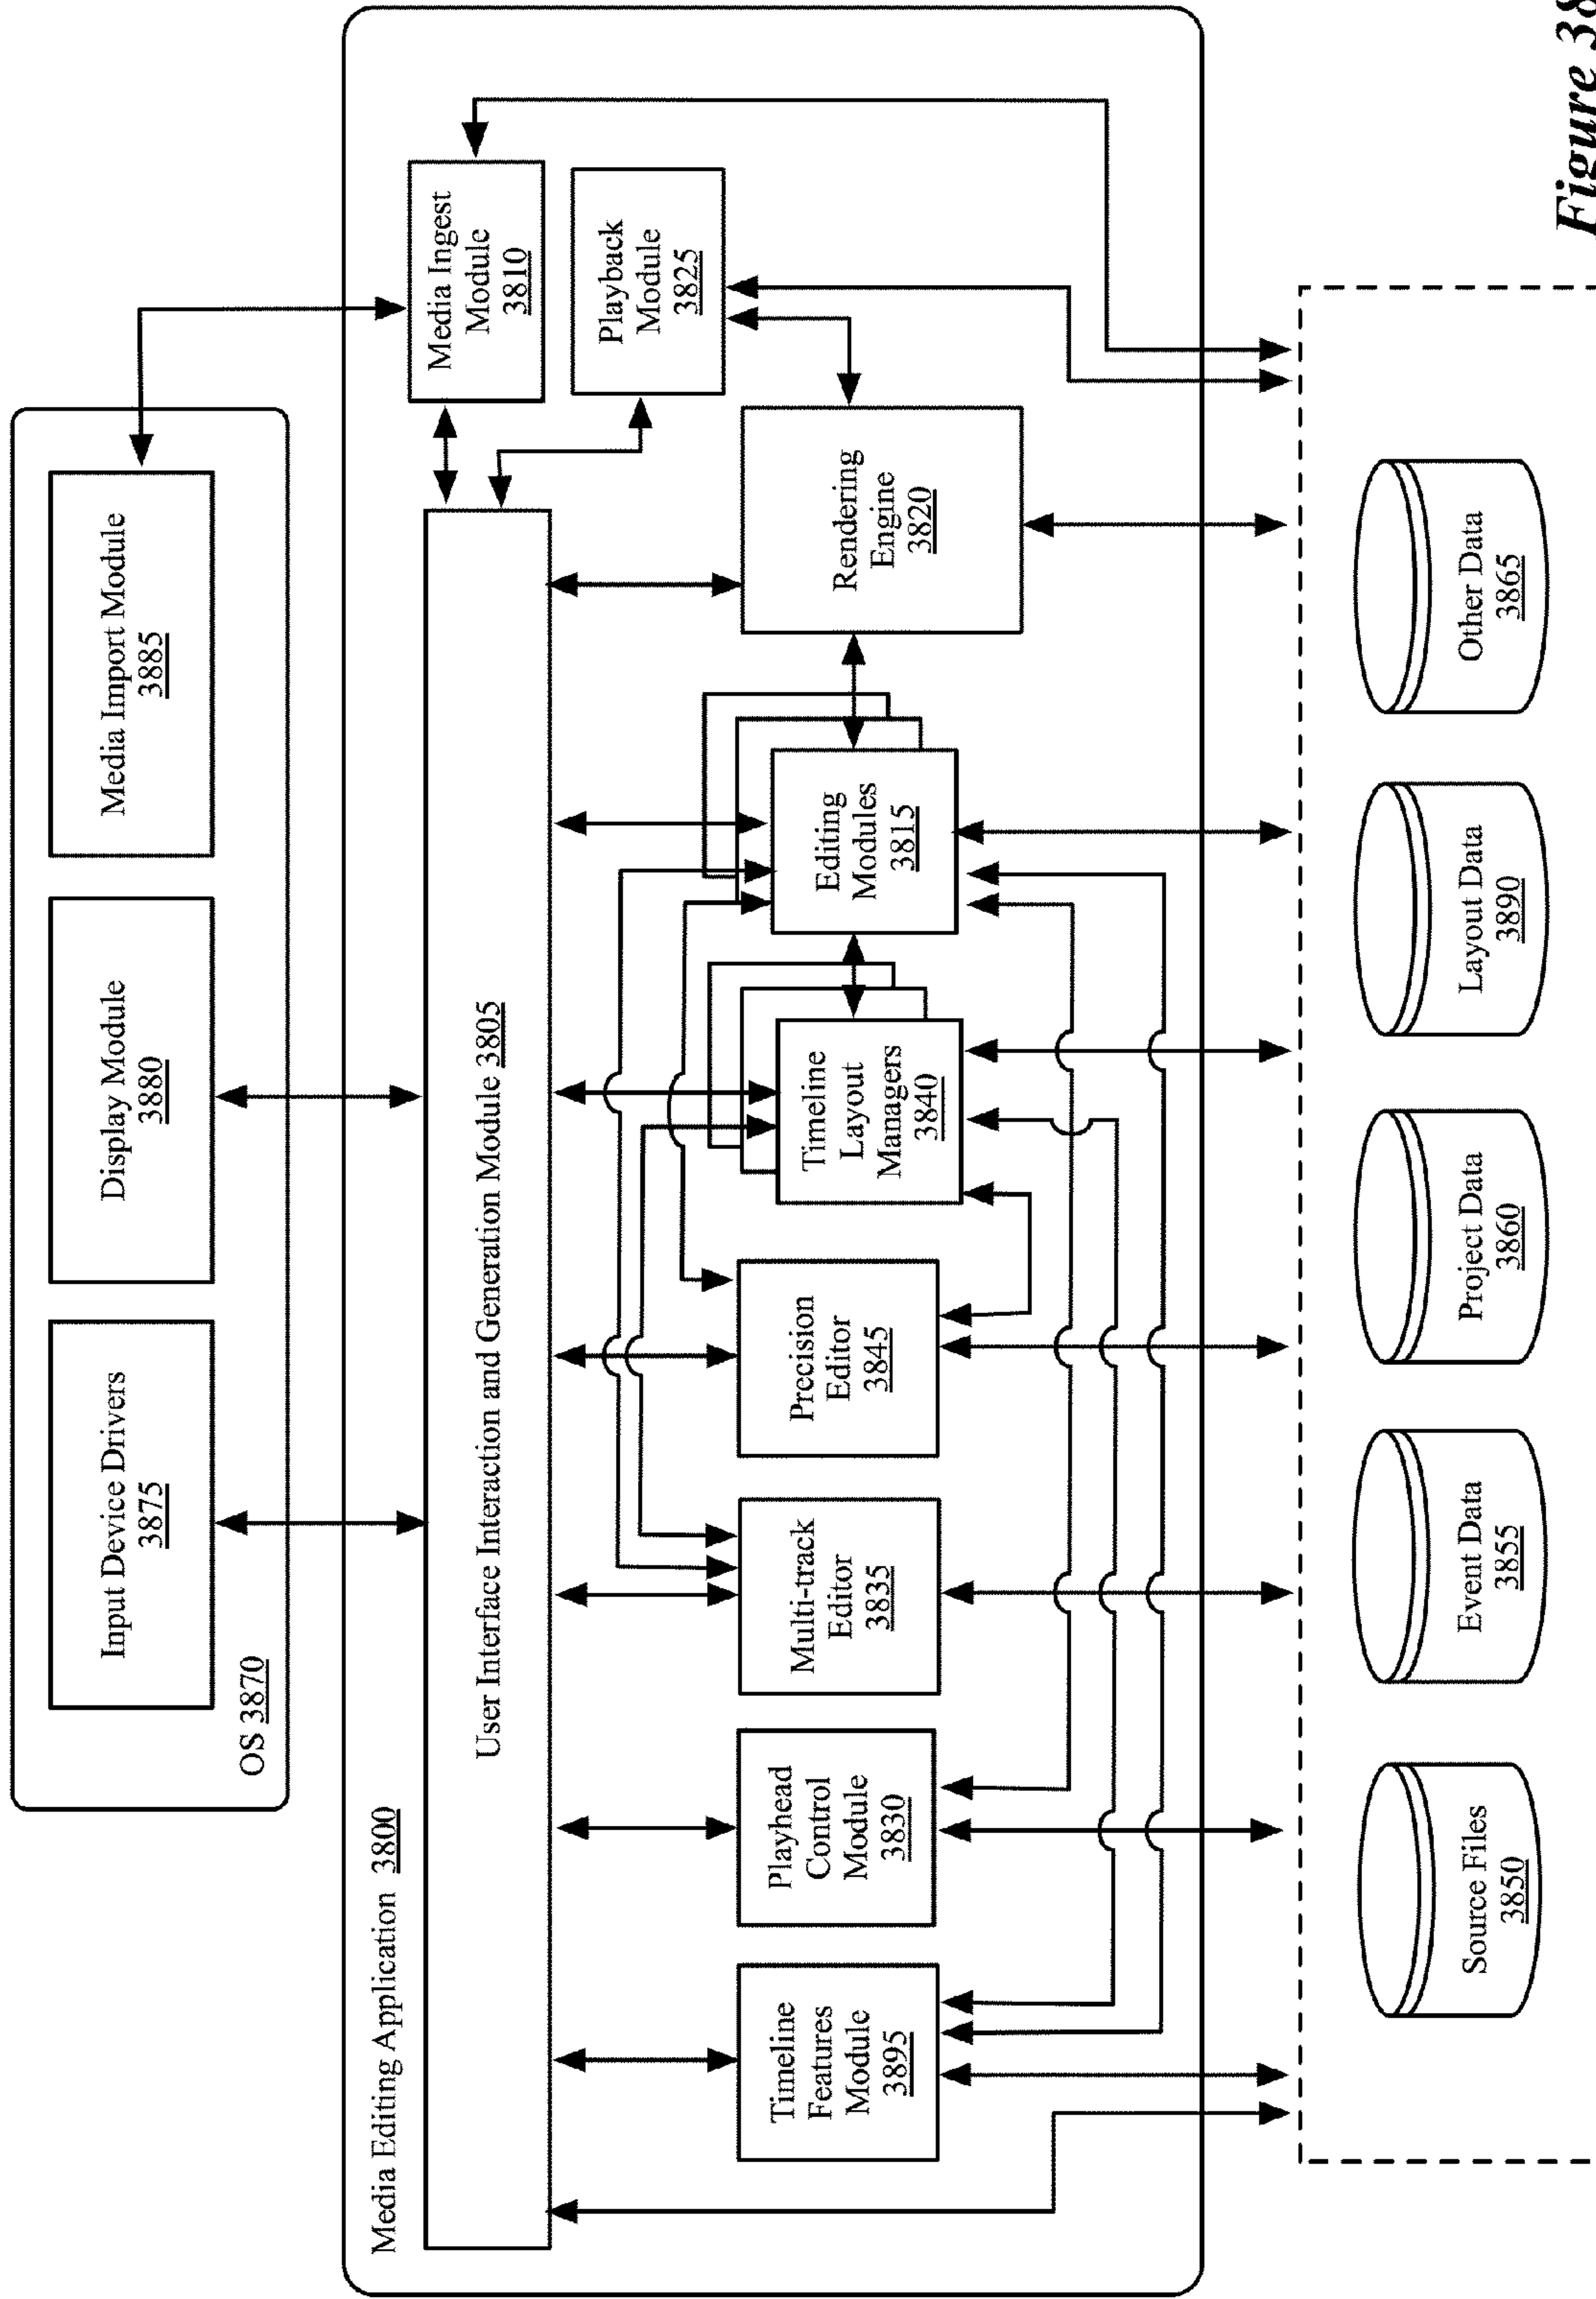 Input Device Drivers
3875
Display Module
3880
Media Import Module
3885
OS 3870
Media Editing Application 3800
User Interface Interaction and Generation Module 3805
Media Ingest
Module
3810
Playback
Module
3825
Timeline
Features
Module
3895
Playhead
Control
Module
3830
Multi-track
Editor
3835
Precision
Editor
3845
Timeline
Layout
Managers
3840
Editing
Modules
3815
Rendering
Engine
3820
Source Files
3850
Event Data
3855
Project Data
3860
Layout Data
3890
Other Data
3865
Figure 38